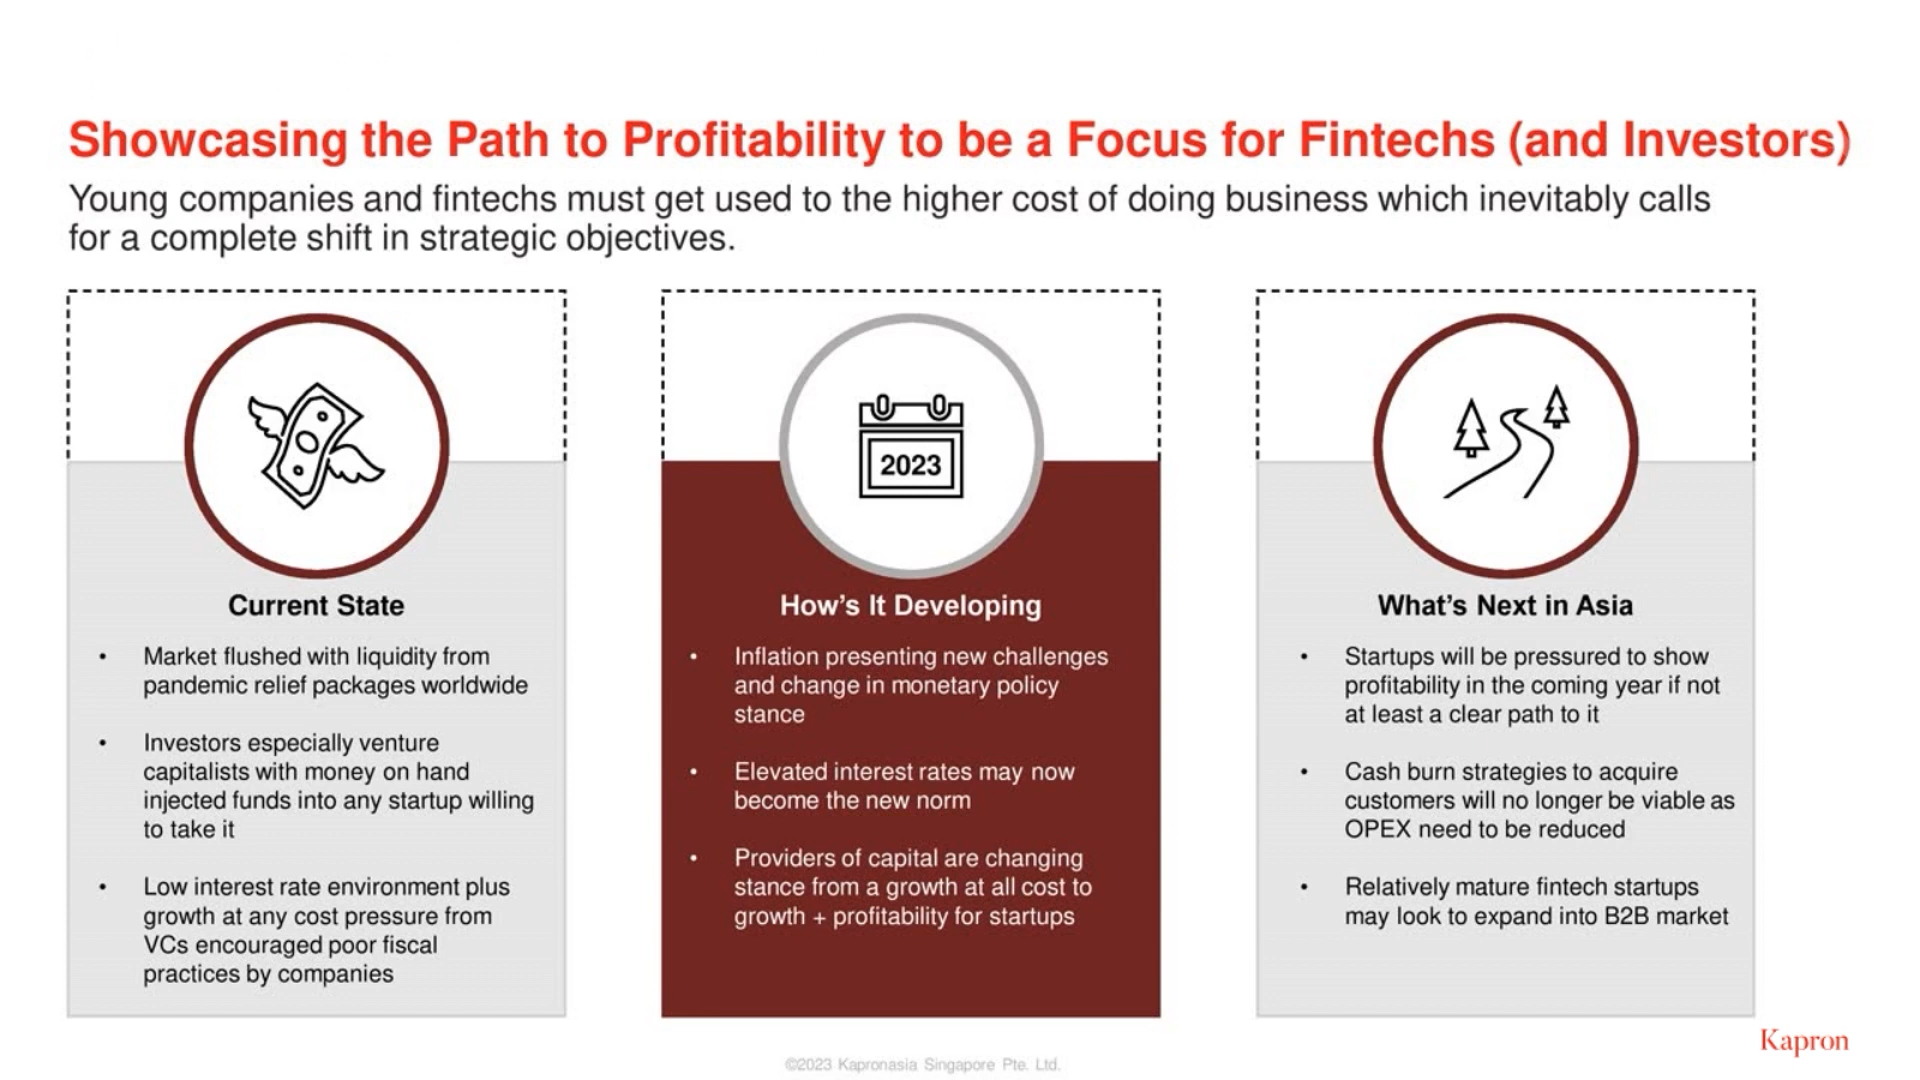 Showcasing the Path to Profitability to be a Focus for Fintechs (and Investors)
Young companies and fintechs must get used to the higher cost of doing business which inevitably calls
for a complete shift in strategic objectives.
Current State
• Market flushed with liquidity from
pandemic relief packages worldwide
• Investors especially venture
capitalists with money on hand
injected funds into any startup willing
to take it
• Low interest rate environment plus
growth at any cost pressure from
VCs encouraged poor fiscal
practices by companies
2023
How’s It Developing
• Inflation presenting new challenges
and change in monetary policy
stance
• Elevated interest rates may now
become the new norm
• Providers of capital are changing
stance from a growth at all cost to
growth + profitability for startups
What’s Next in Asia
• Startups will be pressured to show
profitability in the coming year if not
at least a clear path to it
• Cash burn strategies to acquire
customers will no longer be viable as
OPEX need to be reduced
• Relatively mature fintech startups
may look to expand into B2B market
Kapron
©2023 Kapronasia Singapore Pte. Ltd.